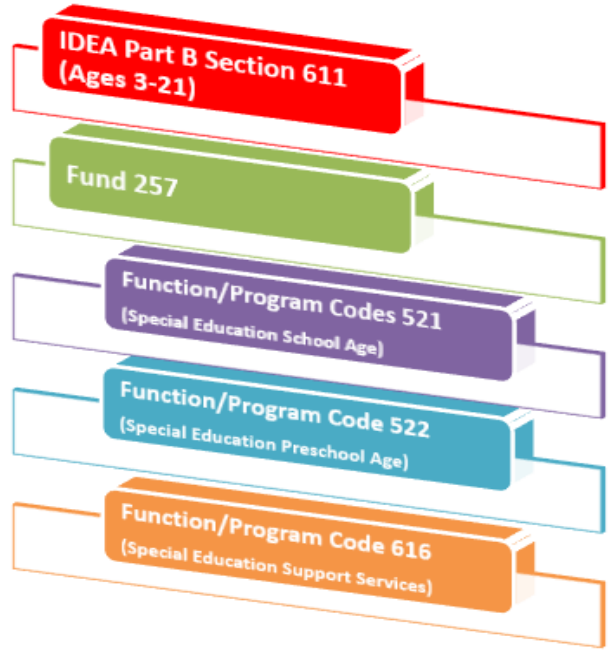 IDEA Part B Section 611
(Ages 3-21)
Fund 257
Function/Program Codes 521
(Special Education School Age)
Function/Program Code 522
(Special Education Preschool Age)
Function/Program Code 616
(Special Education Support Services)